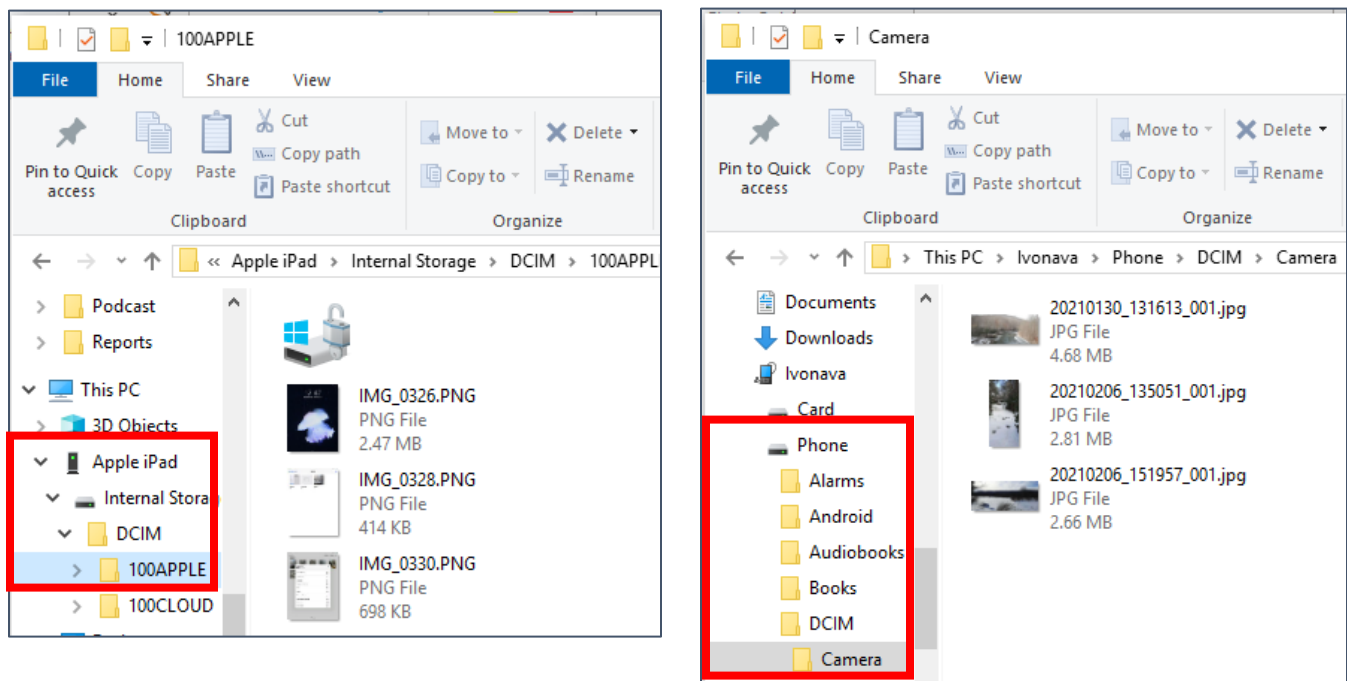 100APPLE
File Home Share View
Pin to Quick access
Copy
Paste
Cut
Copy path
Paste shortcut
Move to
Copy to
Delete
Rename
Clipboard
Organize
« Apple iPad > Internal Storage > DCIM > 100APPL
Podcast
Reports
This PC
3D Objects
Apple iPad
Internal Storag
DCIM
100APPLE
100CLOUD
IMG_0326.PNG
PNG File
2.47 MB
IMG_0328.PNG
PNG File
414 KB
IMG_0330.PNG
PNG File
698 KB
Camera
File Home Share View
Pin to Quick access
Copy
Paste
Cut
Copy path
Paste shortcut
Move to
Copy to
Delete
Rename
Clipboard
Organize
> This PC > Ivonava > Phone > DCIM > Camera
Documents
Downloads
Ivonava
Card
Phone
Alarms
Android
Audiobooks
Books
DCIM
Camera
20210130_131613_001.jpg
JPG File
4.68 MB
20210206_135051_001.jpg
JPG File
2.81 MB
20210206_151957_001.jpg
JPG File
2.66 MB